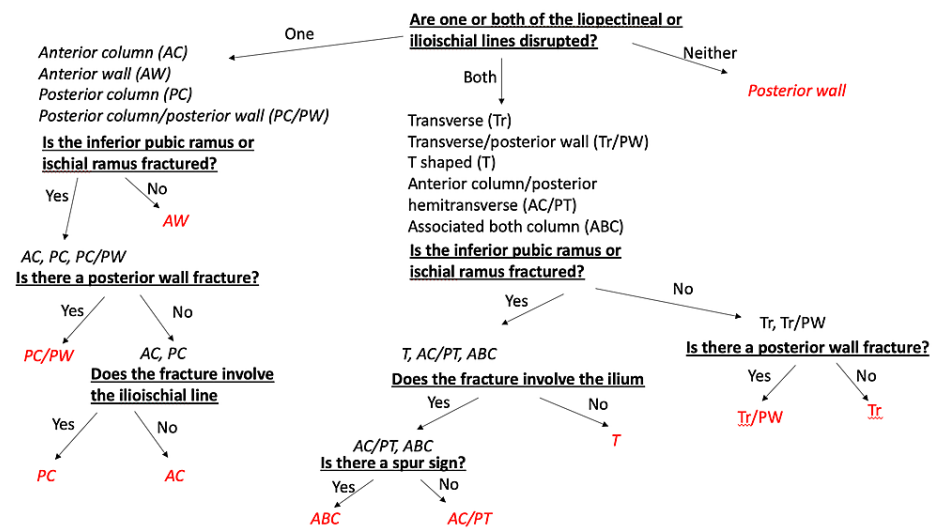 Are one or both of the liopectineal or
ilioischial lines disrupted?
One
Both
Neither
Anterior column (AC)
Anterior wall (AW)
Posterior column (PC)
Posterior column/posterior wall (PC/PW)
Is the inferior pubic ramus or
ischial ramus fractured?
Yes
No
AW
AC, PC, PC/PW
Is there a posterior wall fracture?
Yes
No
PC/PW
AC, PC
Does the fracture involve
the ilioischial line
Yes
No
PC
AC
Transverse (Tr)
Transverse/posterior wall (Tr/PW)
T shaped (T)
Anterior column/posterior
hemitransverse (AC/PT)
Associated both column (ABC)
Is the inferior pubic ramus or
ischial ramus fractured?
Yes
No
T, AC/PT, ABC
Does the fracture involve the ilium
Yes
No
T
AC/PT, ABC
Is there a spur sign?
Yes
No
ABC
AC/PT
Tr, Tr/PW
Is there a posterior wall fracture?
Yes
No
Tr/PW
Tr
Posterior wall